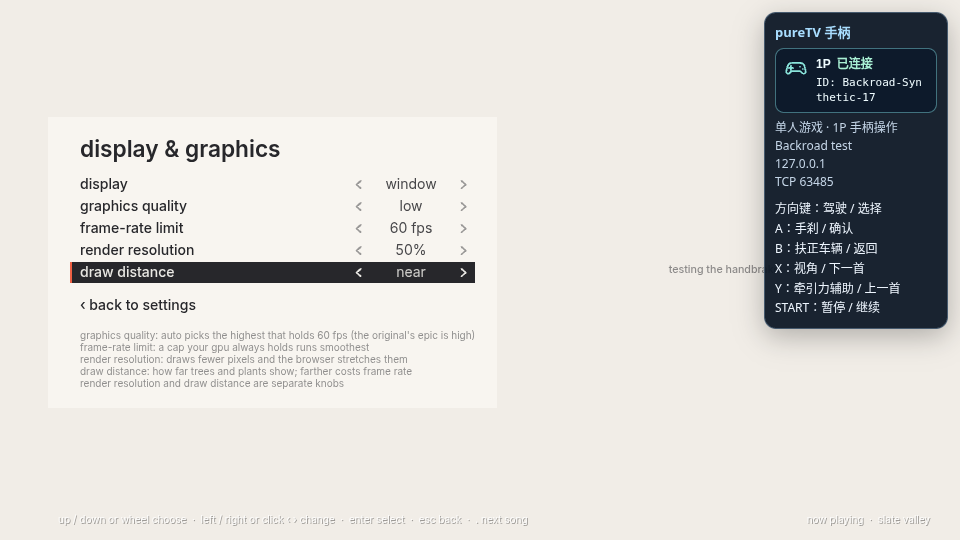 display & graphics
display < window >
graphics quality < low >
frame-rate limit < 60 fps >
render resolution < 50% >
draw distance < near >
‹ back to settings
graphics quality: auto picks the highest that holds 60 fps (the original's epic is high)
frame-rate limit: a cap your gpu always holds runs smoothest
render resolution: draws fewer pixels and the browser stretches them
draw distance: how far trees and plants show; farther costs frame rate
render resolution and draw distance are separate knobs
testing the handbra
pureTV 手柄
1P 已连接
ID: Backroad-Syn
thetic-17
单人游戏 · 1P 手柄操作
Backroad test
127.0.0.1
TCP 63485
方向键：驾驶 / 选择
A：手刹 / 确认
B：扶正车辆 / 返回
X：视角 / 下一首
Y：牵引力辅助 / 上一首
START：暂停 / 继续
up / down or wheel choose · left / right or click ‹ › change · enter select · esc back · . next song
now playing · slate valley